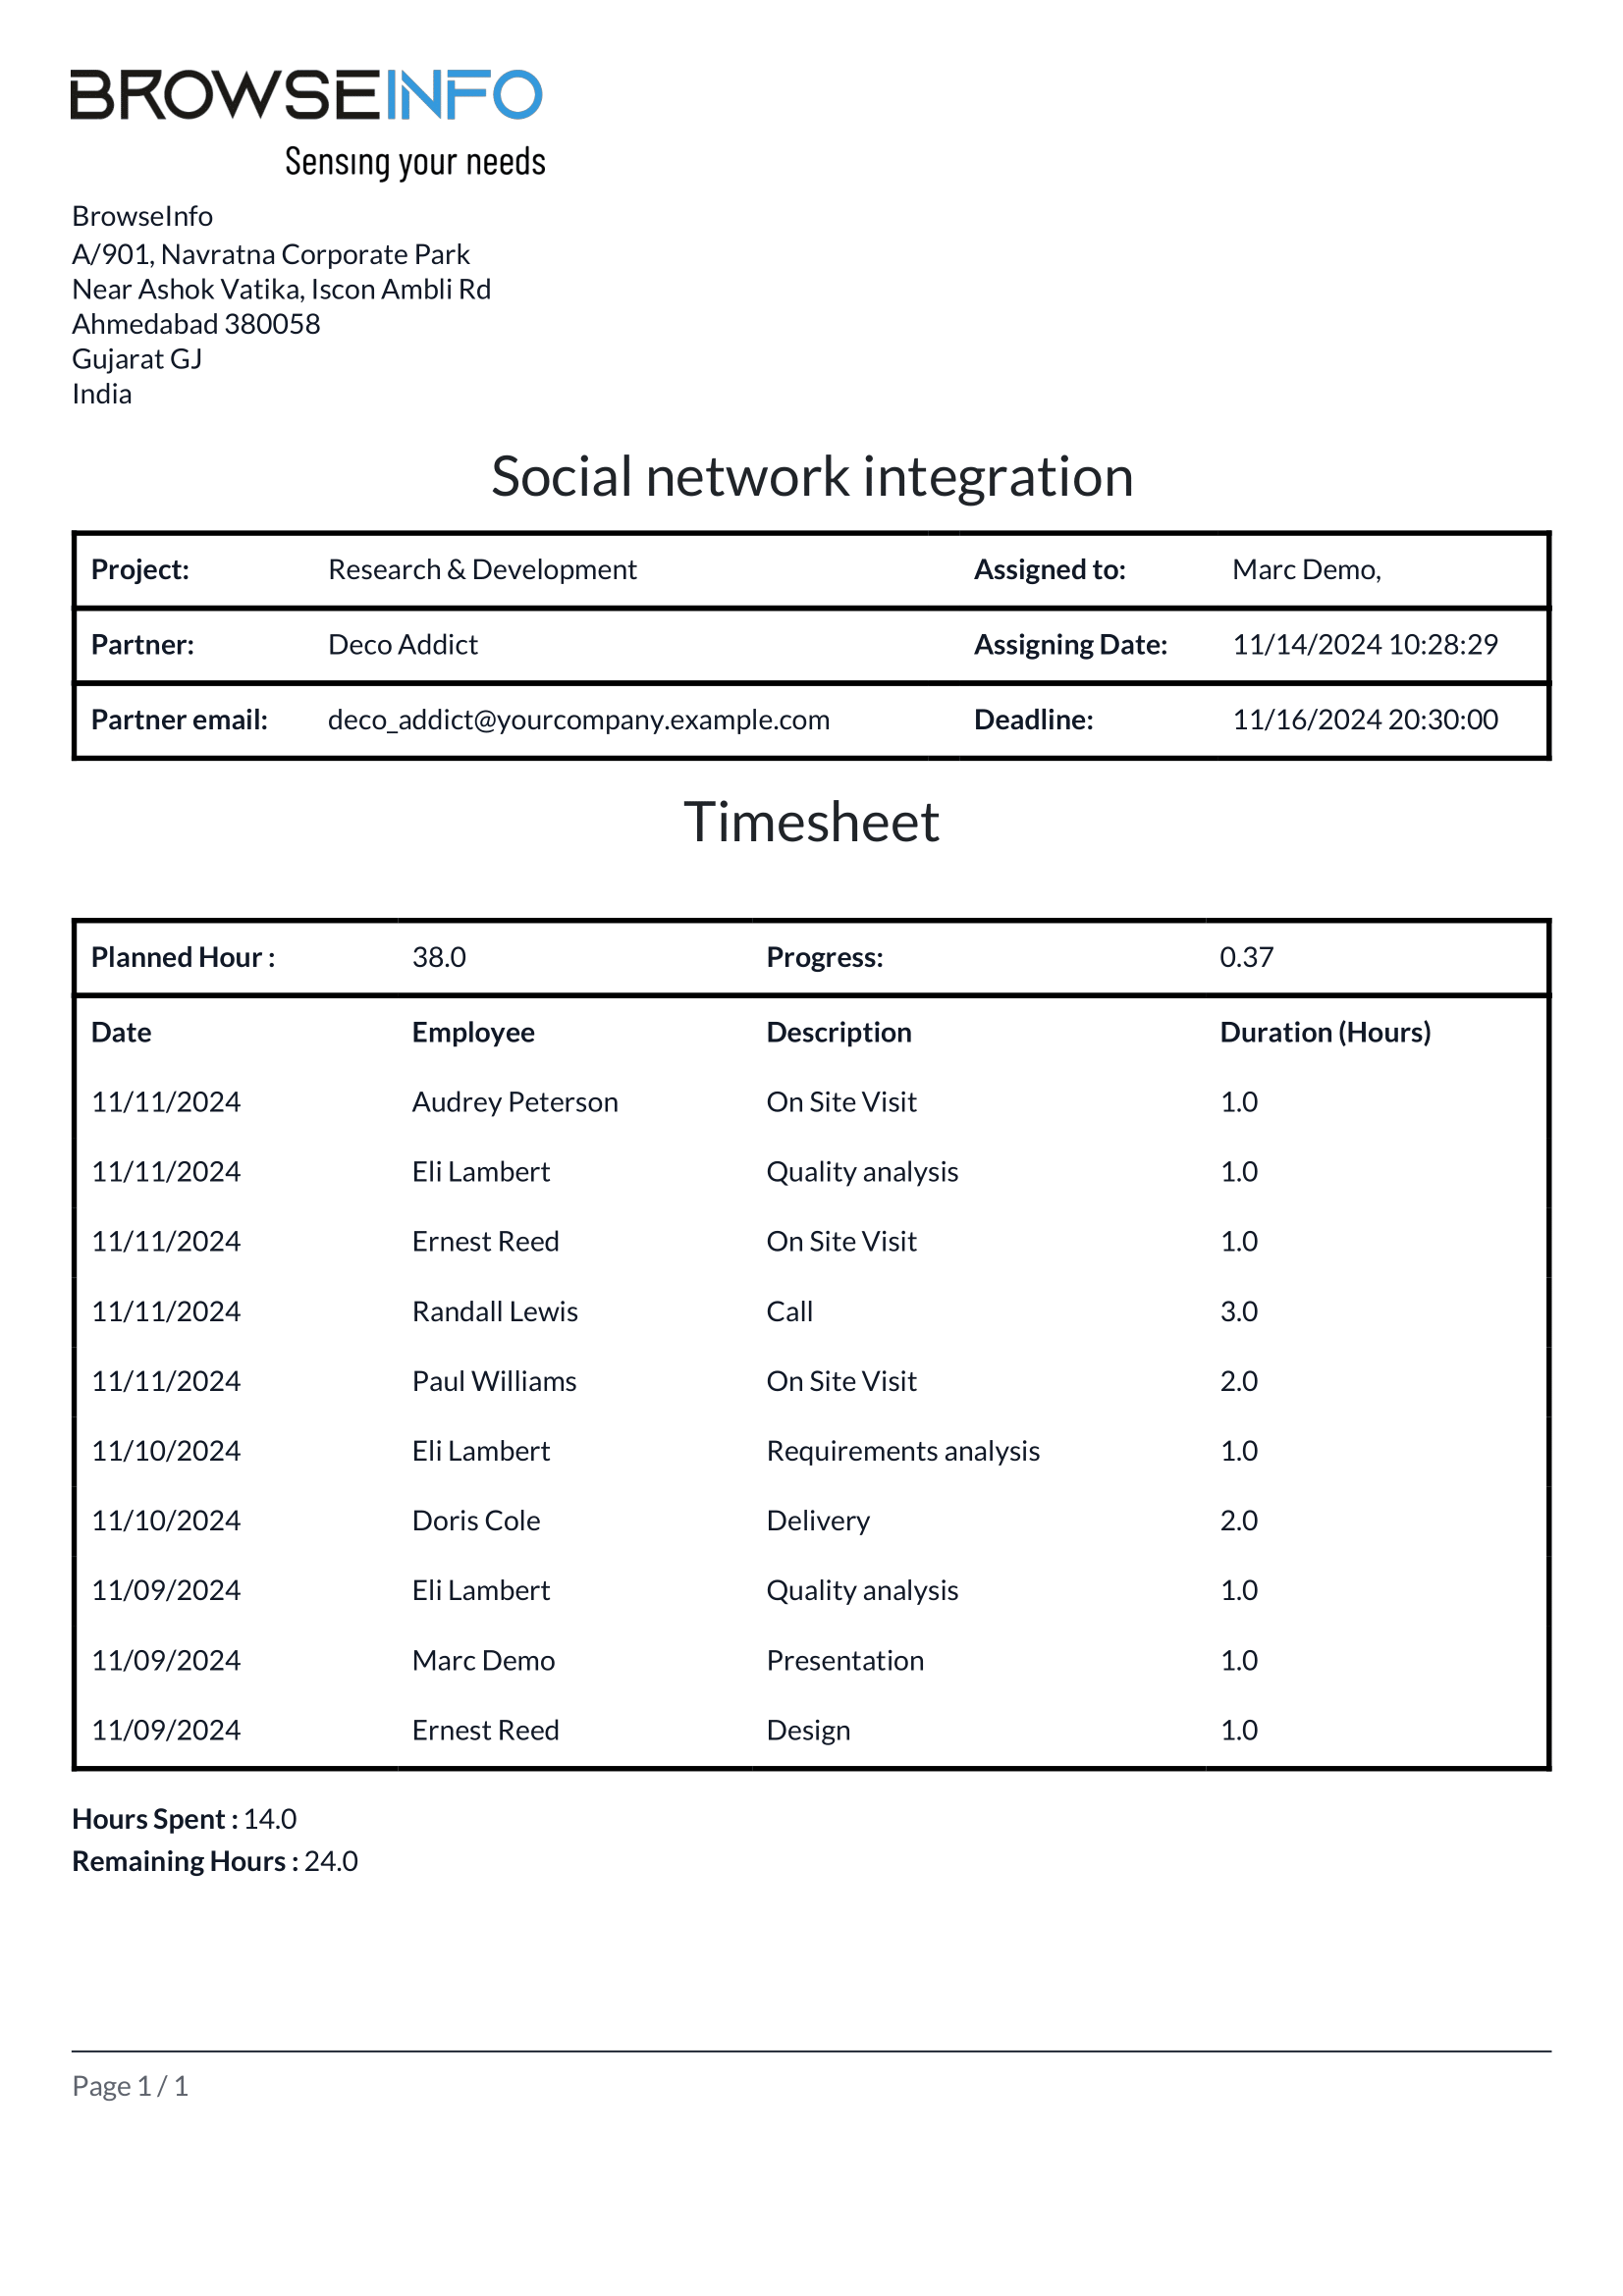 BROWSEINFO
Sensing your needs
BrowseInfo
A/901, Navratna Corporate Park
Near Ashok Vatika, Iscon Ambli Rd
Ahmedabad 380058
Gujarat GJ
India
Social network integration
Project: Research & Development Assigned to: Marc Demo,
Partner: Deco Addict Assigning Date: 11/14/2024 10:28:29
Partner email: deco_addict@yourcompany.example.com Deadline: 11/16/2024 20:30:00
Timesheet
Planned Hour : 38.0 Progress: 0.37
Date Employee Description Duration (Hours)
11/11/2024 Audrey Peterson On Site Visit 1.0
11/11/2024 Eli Lambert Quality analysis 1.0
11/11/2024 Ernest Reed On Site Visit 1.0
11/11/2024 Randall Lewis Call 3.0
11/11/2024 Paul Williams On Site Visit 2.0
11/10/2024 Eli Lambert Requirements analysis 1.0
11/10/2024 Doris Cole Delivery 2.0
11/09/2024 Eli Lambert Quality analysis 1.0
11/09/2024 Marc Demo Presentation 1.0
11/09/2024 Ernest Reed Design 1.0
Hours Spent : 14.0
Remaining Hours : 24.0
Page 1 / 1